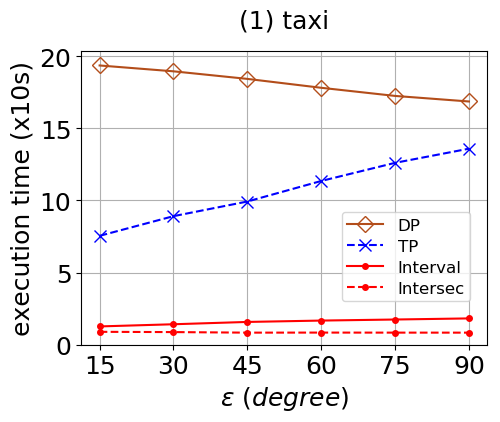 (1) taxi
execution time (x10s)
20
15
10
5
0
15 30 45 60 75 90
ε (degree)
DP
TP
Interval
Intersec